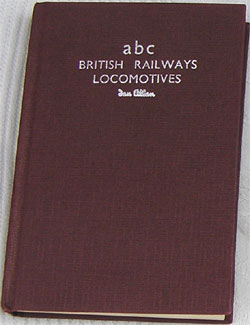 abc
BRITISH RAILWAYS
LOCOMOTIVES
Ian Allan